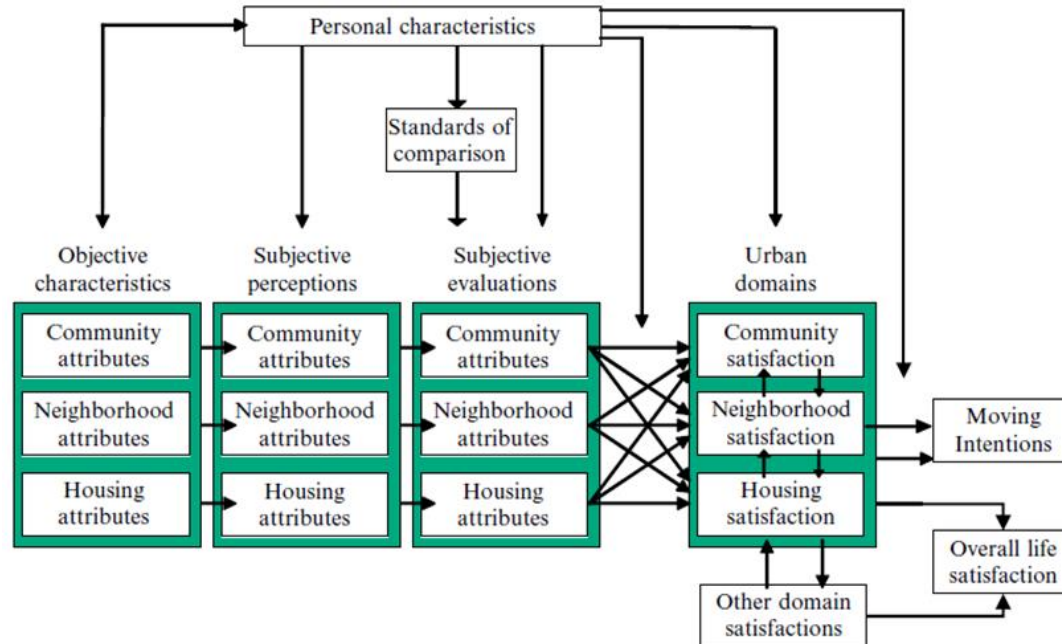 Personal characteristics
Standards of
comparison
Objective
characteristics
Subjective
perceptions
Subjective
evaluations
Urban
domains
Community
attributes
Community
attributes
Community
attributes
Community
satisfaction
Neighborhood
attributes
Neighborhood
attributes
Neighborhood
attributes
Neighborhood
satisfaction
Moving
Intentions
Housing
attributes
Housing
attributes
Housing
attributes
Housing
satisfaction
Overall life
satisfaction
Other domain
satisfactions